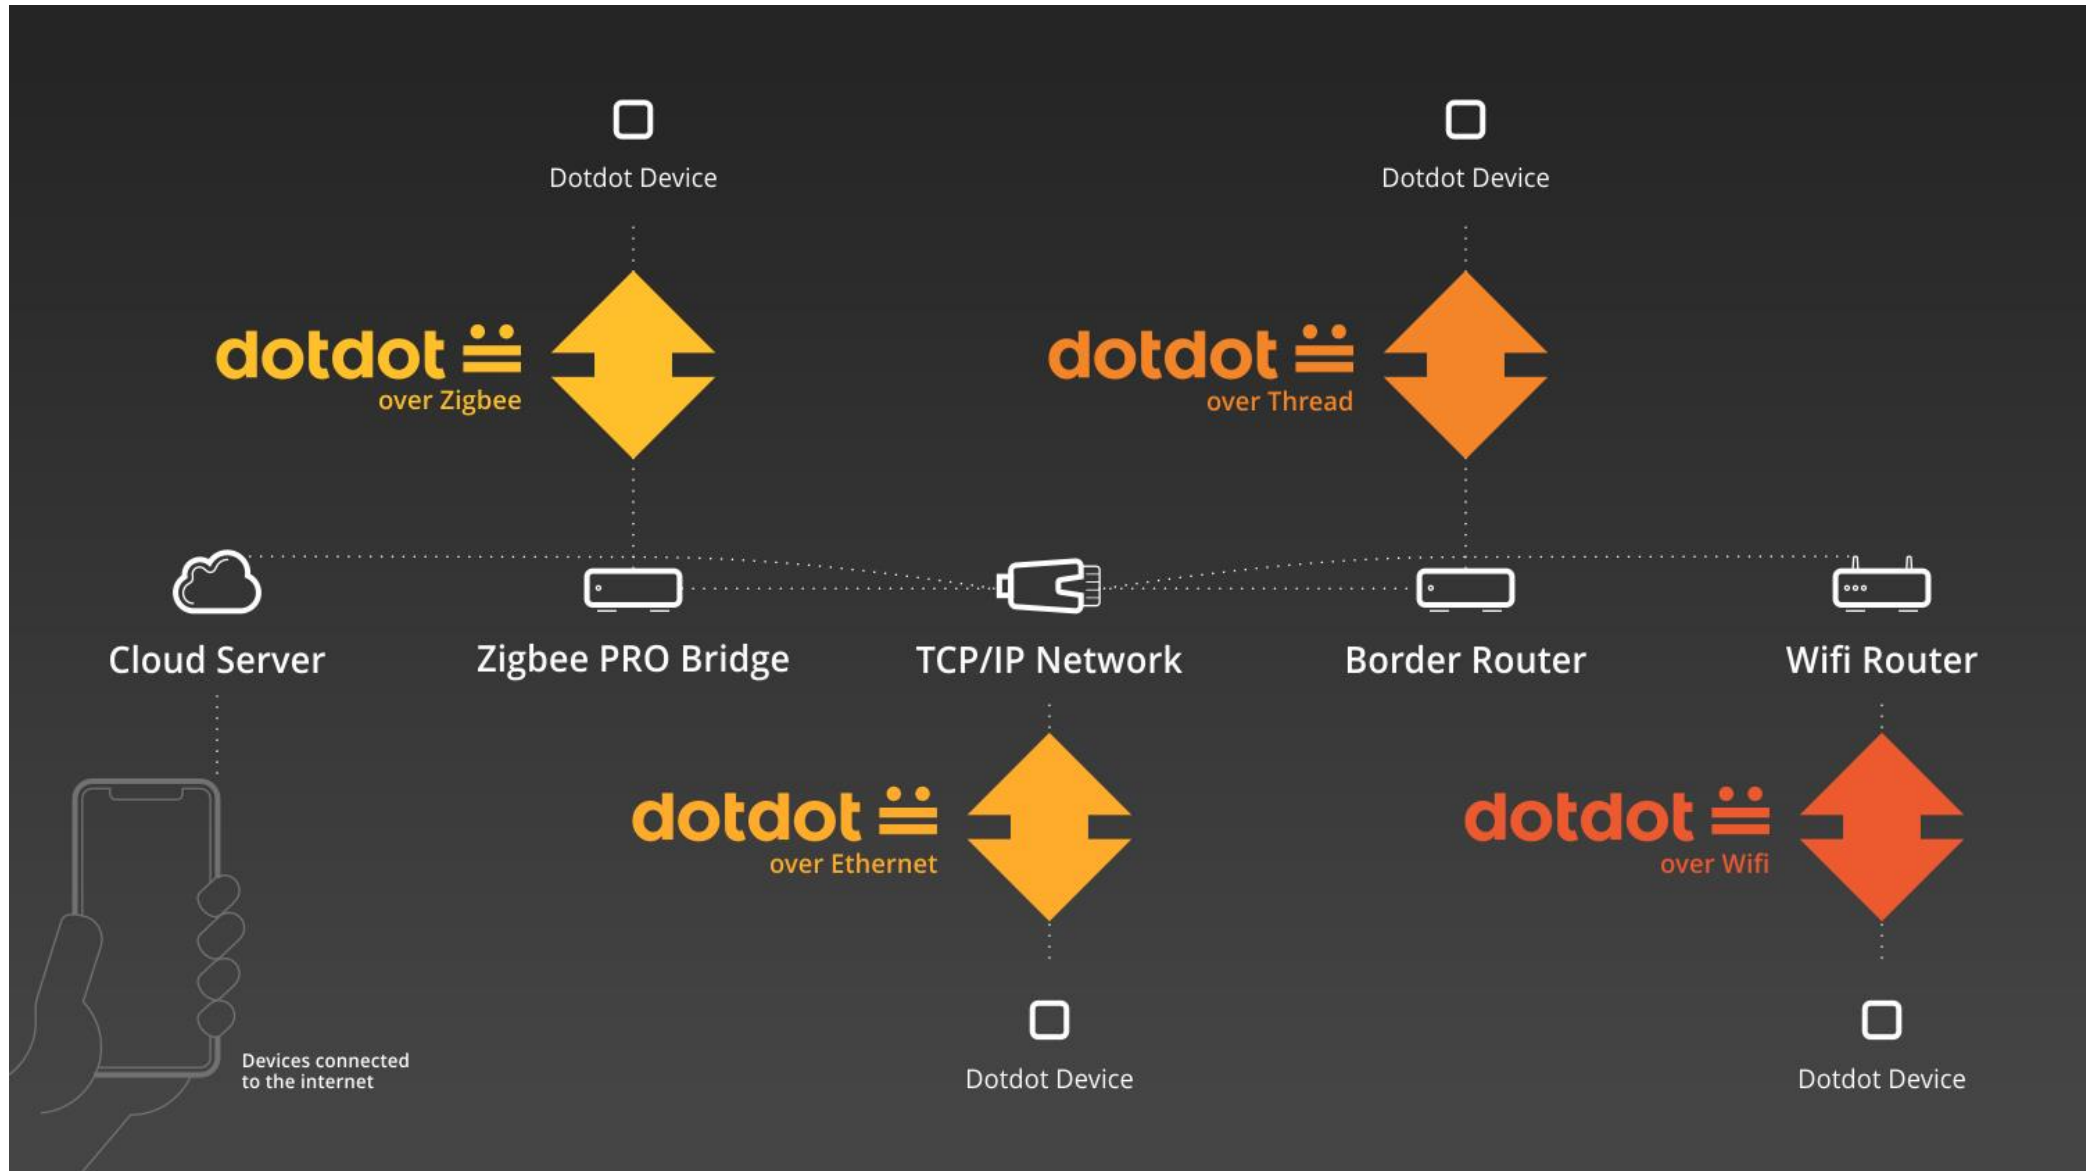 Dotdot Device
Dotdot Device
dotdot
over Zigbee
dotdot
over Thread
Cloud Server
Zigbee PRO Bridge
TCP/IP Network
Border Router
Wifi Router
dotdot
over Ethernet
dotdot
over Wifi
Devices connected
to the internet
Dotdot Device
Dotdot Device